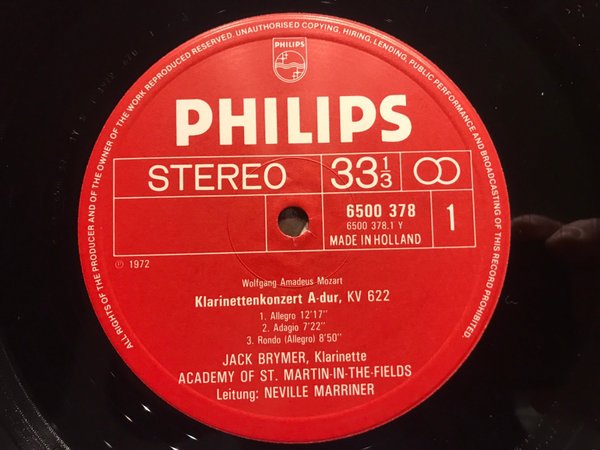 ALL RIGHTS OF THE PRODUCER AND OF THE OWNER OF THE WORK REPRODUCED RESERVED. UNAUTHORISED COPYING, HIRING, LENDING, PUBLIC PERFORMANCE AND BROADCASTING OF THIS RECORD PROHIBITED.
PHILIPS
PHILIPS
STEREO
33 1/3
6500 378
6500 378.1 Y
MADE IN HOLLAND
1
℗ 1972
Wolfgang Amadeus Mozart
Klarinettenkonzert A-dur, KV 622
1. Allegro 12'17"
2. Adagio 7'22"
3. Rondo (Allegro) 8'50"
JACK BRYMER, Klarinette
ACADEMY OF ST. MARTIN-IN-THE-FIELDS
Leitung: NEVILLE MARRINER